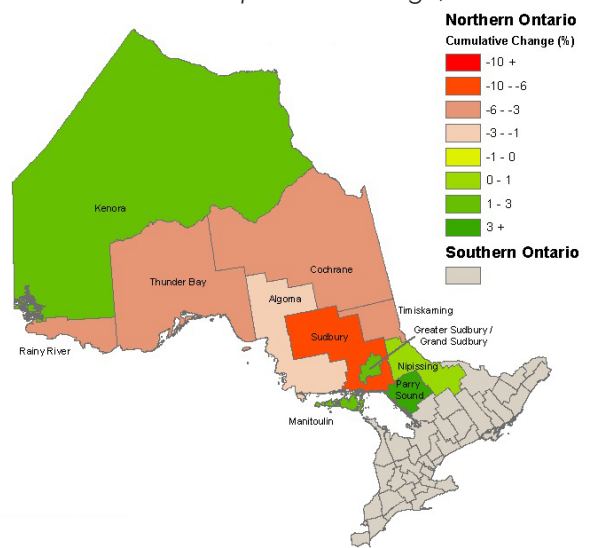 Northern Ontario
Cumulative Change (%)
-10 +
-10 - -6
-6 - -3
-3 - -1
-1 - 0
0 - 1
1 - 3
3 +
Southern Ontario
Kenora
Thunder Bay
Cochrane
Algoma
Timiskaming
Greater Sudbury /
Grand Sudbury
Sudbury
Rainy River
Nipissing
Parry
Sound
Manitoulin